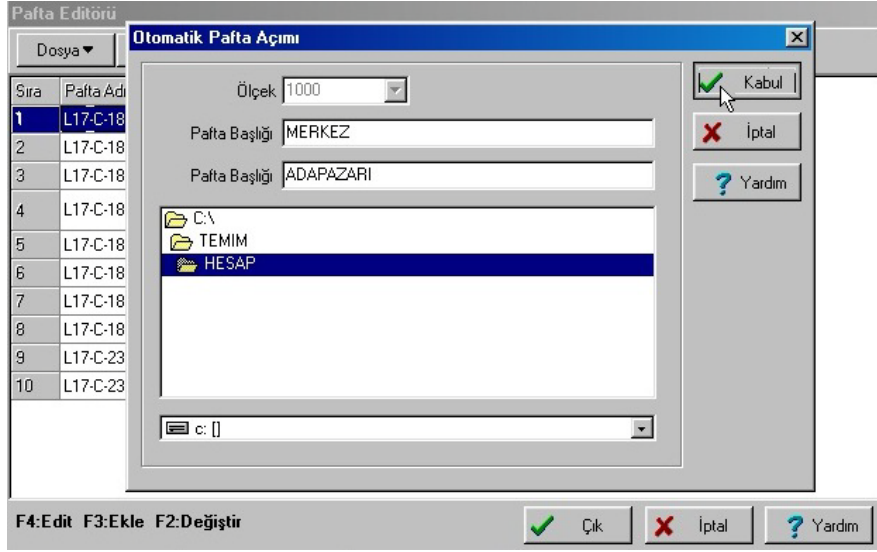 Pafta Editörü
Dosya
Otomatik Pafta Açımı
Sıra Pafta Adı
1 L17-C-18
2 L17-C-18
3 L17-C-18
4 L17-C-18
5 L17-C-18
6 L17-C-18
7 L17-C-18
8 L17-C-18
9 L17-C-23
10 L17-C-23
Ölçek 1000
Pafta Başlığı MERKEZ
Pafta Başlığı ADAPAZARI
C:\
TEMIM
HESAP
c: []
Kabul
İptal
Yardım
F4:Edit F3:Ekle F2:Değiştir
Çık
İptal
Yardım